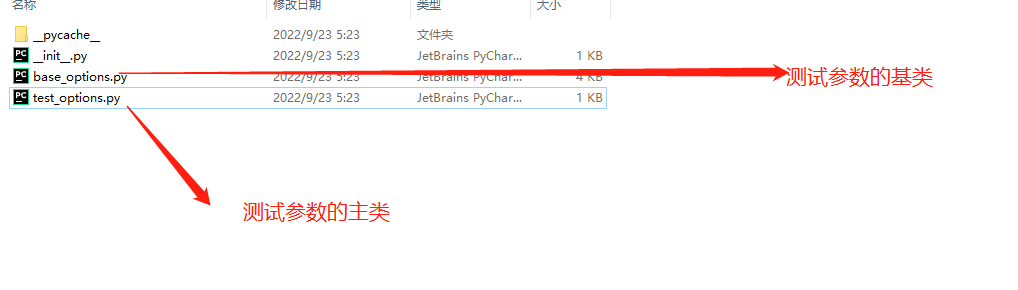 名称 修改日期 类型 大小
__pycache__ 2022/9/23 5:23 文件夹
PC __init__.py 2022/9/23 5:23 JetBrains PyChar... 1 KB
PC base_options.py 2022/9/23 5:23 JetBrains PyChar... 4 KB
测试参数的基类
PC test_options.py 2022/9/23 5:23 JetBrains PyChar... 1 KB
测试参数的主类